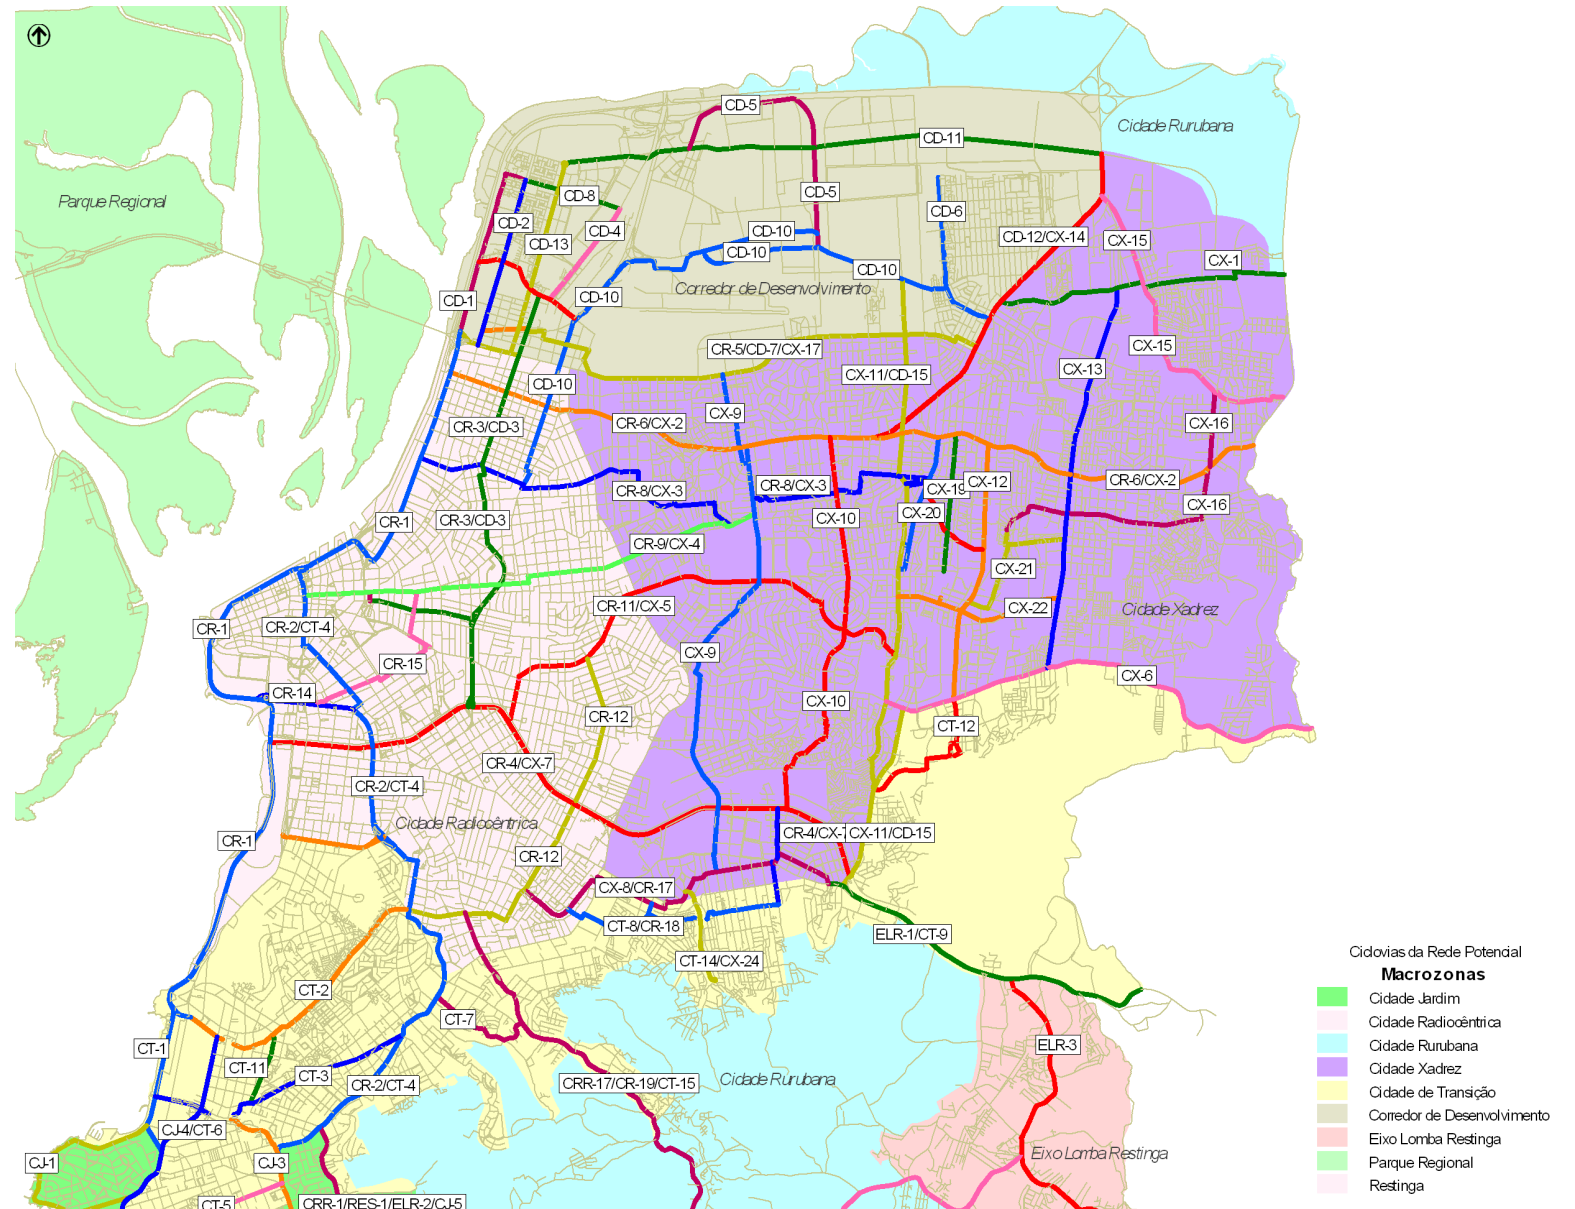 CD-5
Cidade Rururbana
CD-11
Parque Regional
CD-8
CD-5
CD-2
CD-4
CD-6
CD-13
CD-10
CD-12/CX-14
CX-15
CD-10
CD-10
CX-1
CD-10
Corredor de Desenvolvimento
CD-1
CX-15
CR-5/CD-7/CX-17
CX-13
CX-11/CD-15
CD-10
CX-9
CR-6/CX-2
CR-3/CD-3
CX-16
CR-6/CX-2
CR-8/CX-3
CR-8/CX-3
CX-19
CX-12
CX-16
CR-1
CR-3/CD-3
CX-10
CX-20
CR-9/CX-4
CX-21
CR-11/CX-5
CX-22
Cidade Xadrez
CR-1
CR-2/CT-4
CX-9
CR-15
CX-6
CR-14
CX-10
CR-12
CT-12
CR-4/CX-7
CR-2/CT-4
Cidade Radiocêntrica
CR-4/CX-7
CX-11/CD-15
CR-1
CR-12
CX-8/CR-17
CT-8/CR-18
ELR-1/CT-9
CT-14/CX-24
CT-2
CT-7
CT-1
ELR-3
CT-11
CT-3
CR-2/CT-4
CRR-17/CR-19/CT-15
Cidade Rurubana
CJ-4/CT-6
CJ-1
CJ-3
Eixo Lomba Restinga
CT-5
CRR-1/RES-1/ELR-2/CJ-5
Ciclovias da Rede Potencial
Macrozonas
Cidade Jardim
Cidade Radiocêntrica
Cidade Rurubana
Cidade Xadrez
Cidade de Transição
Corredor de Desenvolvimento
Eixo Lomba Restinga
Parque Regional
Restinga